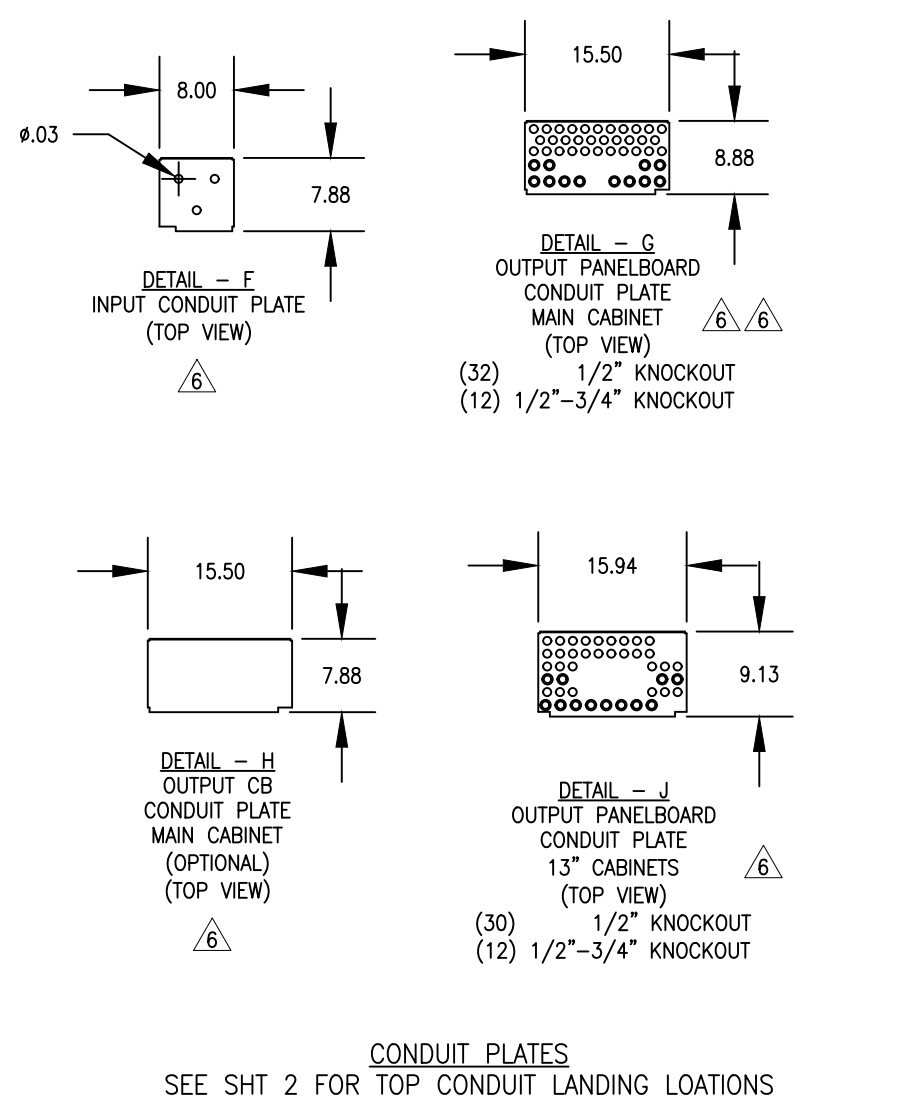 8.00
ø.03
7.88
DETAIL – F
INPUT CONDUIT PLATE
(TOP VIEW)
6
15.50
8.88
DETAIL – G
OUTPUT PANELBOARD
CONDUIT PLATE
MAIN CABINET
(TOP VIEW)
6 6
(32) 1/2" KNOCKOUT
(12) 1/2"–3/4" KNOCKOUT
15.50
7.88
DETAIL – H
OUTPUT CB
CONDUIT PLATE
MAIN CABINET
(OPTIONAL)
(TOP VIEW)
6
15.94
9.13
DETAIL – J
OUTPUT PANELBOARD
CONDUIT PLATE
13" CABINETS
(TOP VIEW)
6
(30) 1/2" KNOCKOUT
(12) 1/2"–3/4" KNOCKOUT
CONDUIT PLATES
SEE SHT 2 FOR TOP CONDUIT LANDING LOATIONS